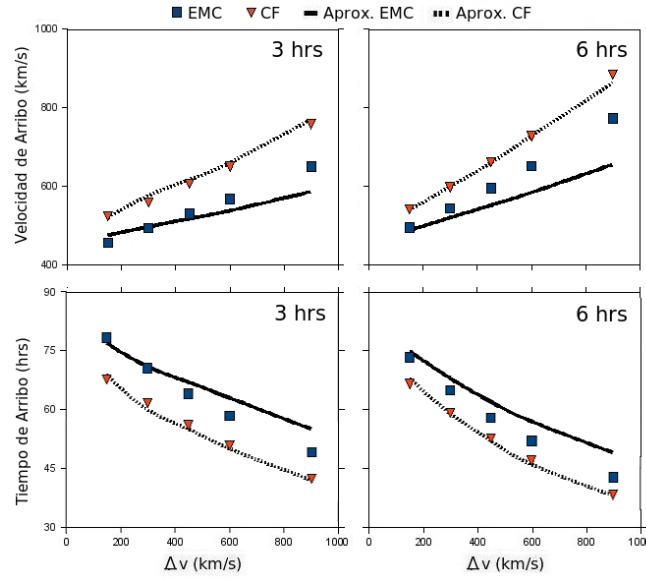 EMC CF Aprox. EMC Aprox. CF
3 hrs
6 hrs
Velocidad de Arribo (km/s)
1000
800
600
400
3 hrs
6 hrs
Tiempo de Arribo (hrs)
90
75
60
45
30
0 200 400 600 800 1000 200 400 600 800 1000
Δv (km/s) Δv (km/s)